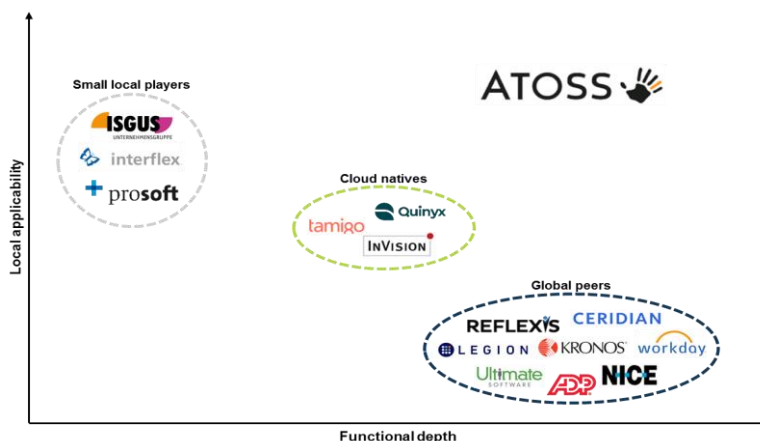 Small local players
ISGUS
UNTERNEHMENSGRUPPE
interflex
prosoft
ATOSS
Cloud natives
Quinyx
tamigo
INVISION
Global peers
REFLEXIS
CERIDIAN
LEGION
KRONOS
workday
Ultimate
SOFTWARE
ADP
NICE
Local applicability
Functional depth